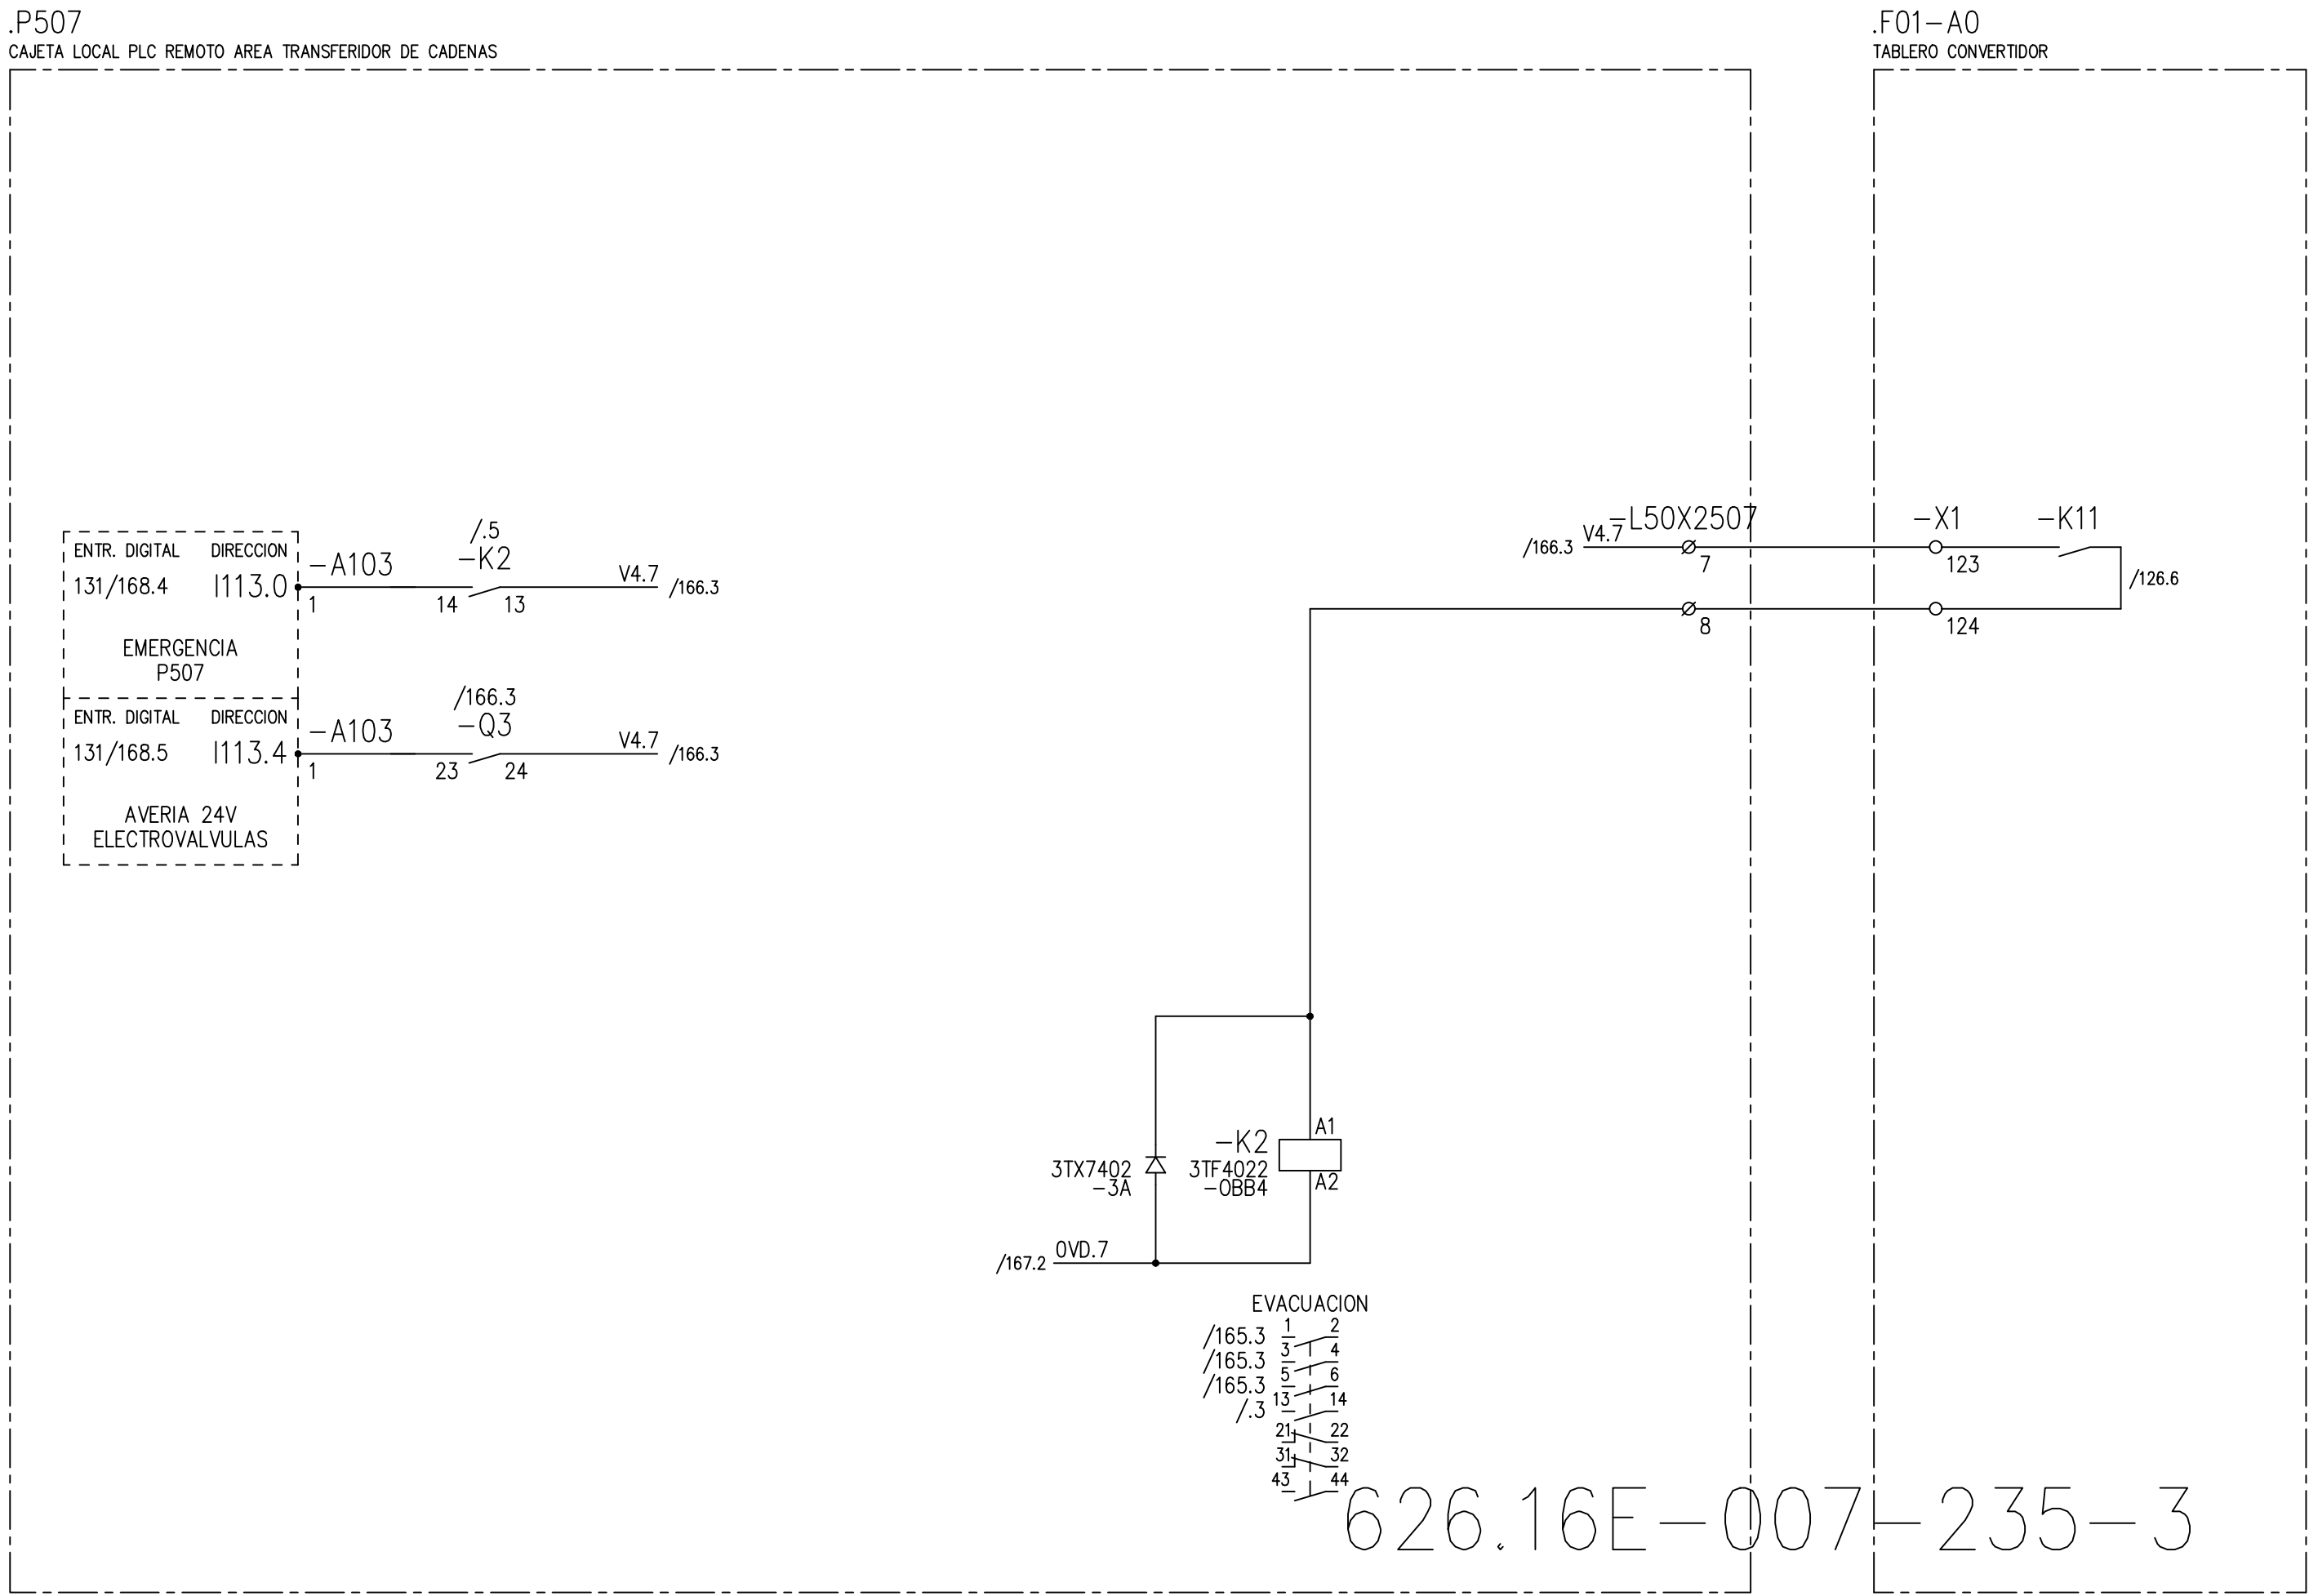 .P507
CAJETA LOCAL PLC REMOTO AREA TRANSFERIDOR DE CADENAS
.F01-A0
TABLERO CONVERTIDOR
/166.3 V4.7 -L50X2507 -X1 -K11
7 123
/126.6
8 124
ENTR. DIGITAL DIRECCION
131/168.4 I113.0
-A103
1
/.5
-K2
14 13
V4.7
/166.3
EMERGENCIA
P507
ENTR. DIGITAL DIRECCION
131/168.5 I113.4
-A103
1
/166.3
-Q3
23 24
V4.7
/166.3
AVERIA 24V
ELECTROVALVULAS
3TX7402
-3A
-K2
3TF4022
-0BB4
A1
A2
/167.2 0VD.7
EVACUACION
/165.3 1 2
/165.3 3 4
/165.3 5 6
/.3 13 14
21 22
31 32
43 44
626.16E-007-235-3